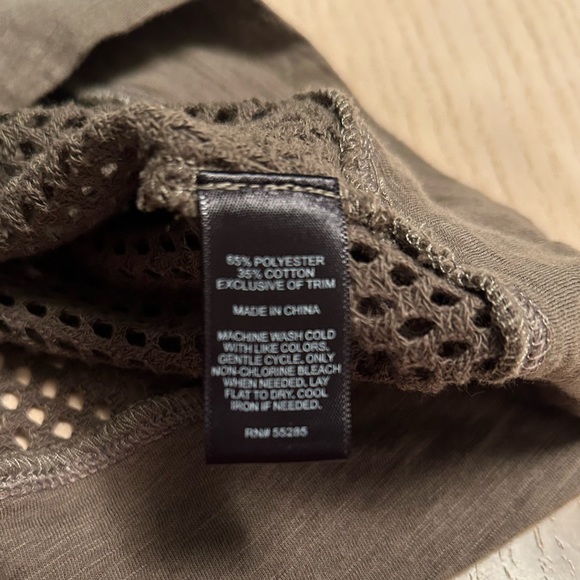 65% POLYESTER
35% COTTON
EXCLUSIVE OF TRIM
MADE IN CHINA
MACHINE WASH COLD
WITH LIKE COLORS.
GENTLE CYCLE. ONLY
NON-CHLORINE BLEACH
WHEN NEEDED. LAY
FLAT TO DRY. COOL
IRON IF NEEDED.
RN# 55285